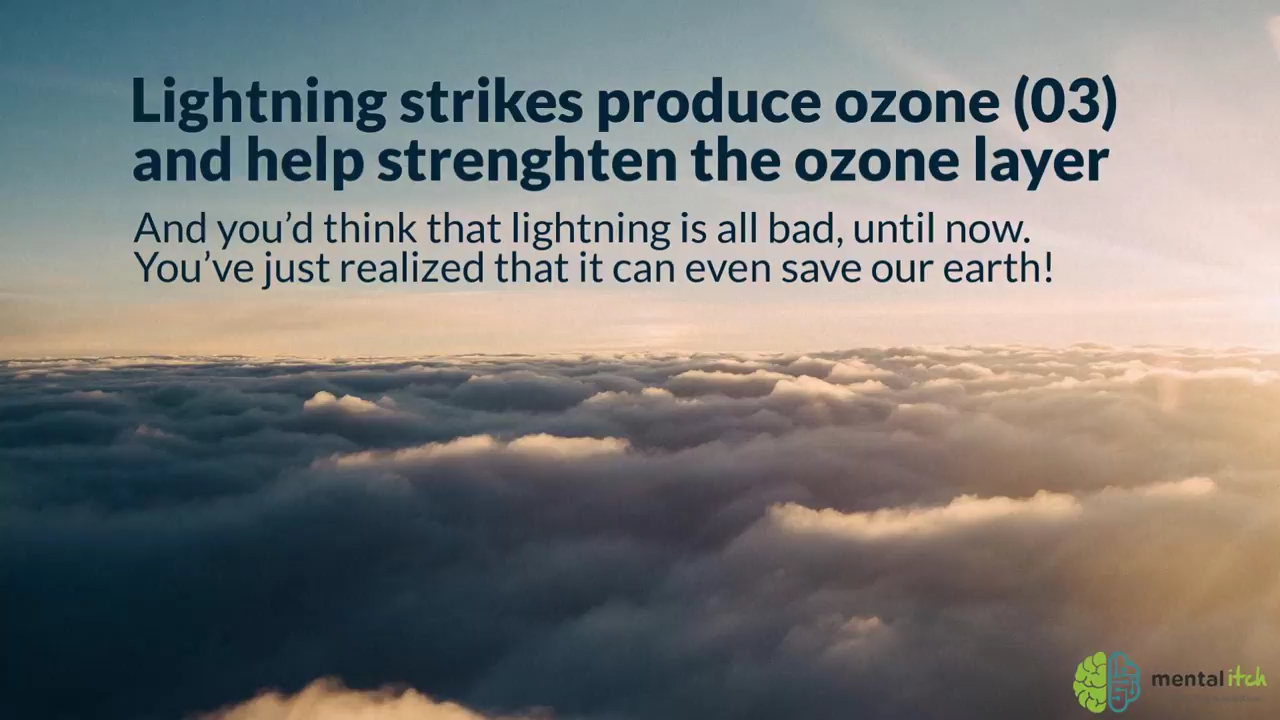 Lightning strikes produce ozone (03)
and help strenghten the ozone layer
And you’d think that lightning is all bad, until now.
You’ve just realized that it can even save our earth!
mentalitch